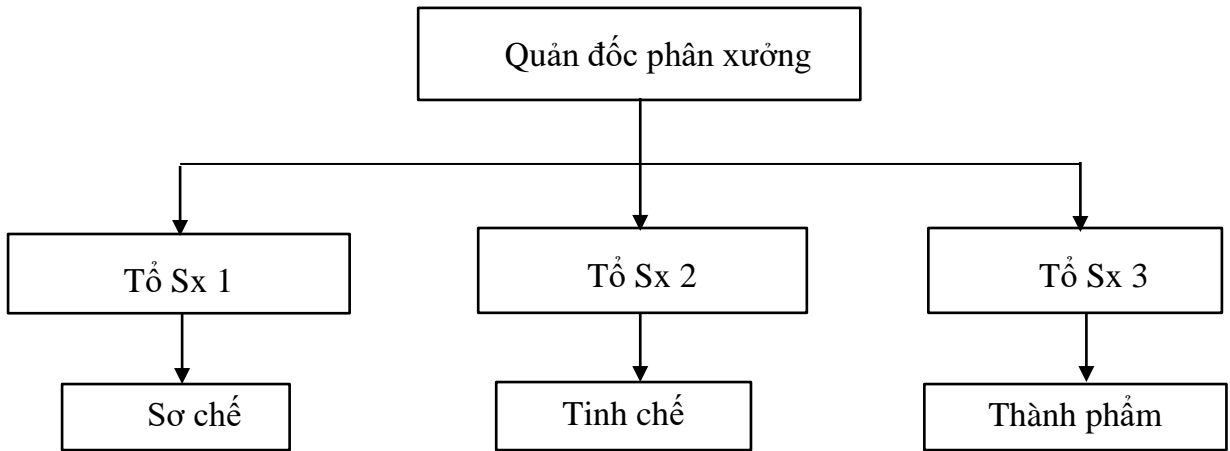 Quản đốc phân xưởng
Tổ Sx 1
Tổ Sx 2
Tổ Sx 3
Sơ chế
Tinh chế
Thành phẩm